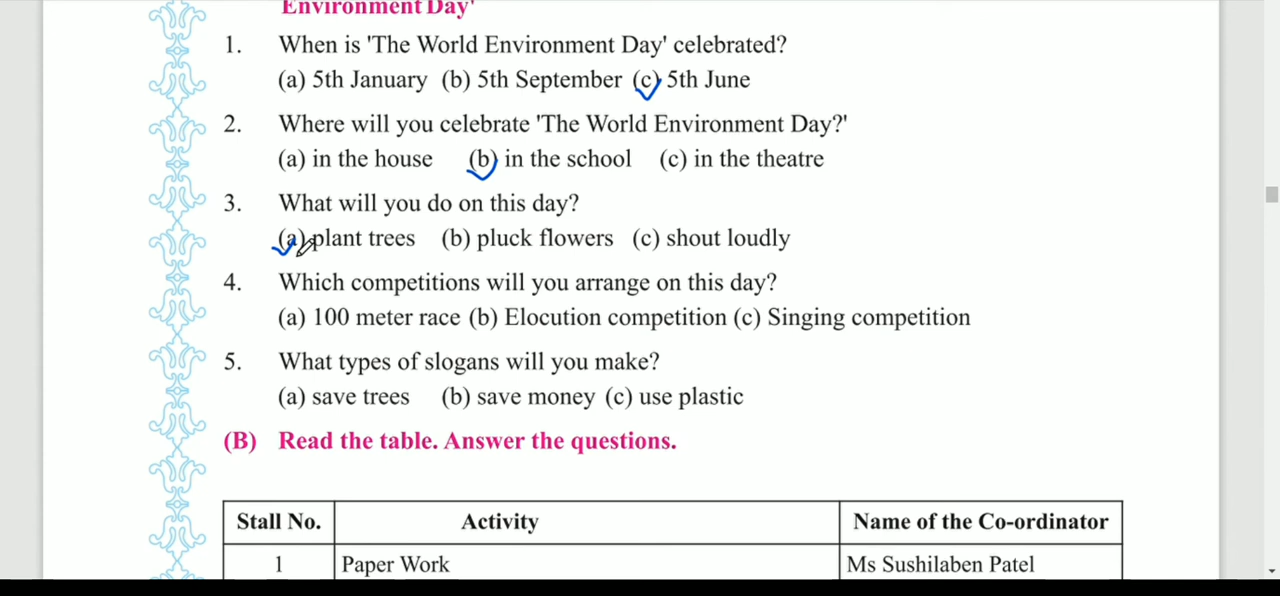 Environment Day'
1. When is 'The World Environment Day' celebrated?
(a) 5th January (b) 5th September (c) 5th June
2. Where will you celebrate 'The World Environment Day?'
(a) in the house (b) in the school (c) in the theatre
3. What will you do on this day?
(a) plant trees (b) pluck flowers (c) shout loudly
4. Which competitions will you arrange on this day?
(a) 100 meter race (b) Elocution competition (c) Singing competition
5. What types of slogans will you make?
(a) save trees (b) save money (c) use plastic
(B) Read the table. Answer the questions.
Stall No. Activity Name of the Co-ordinator
1 Paper Work Ms Sushilaben Patel